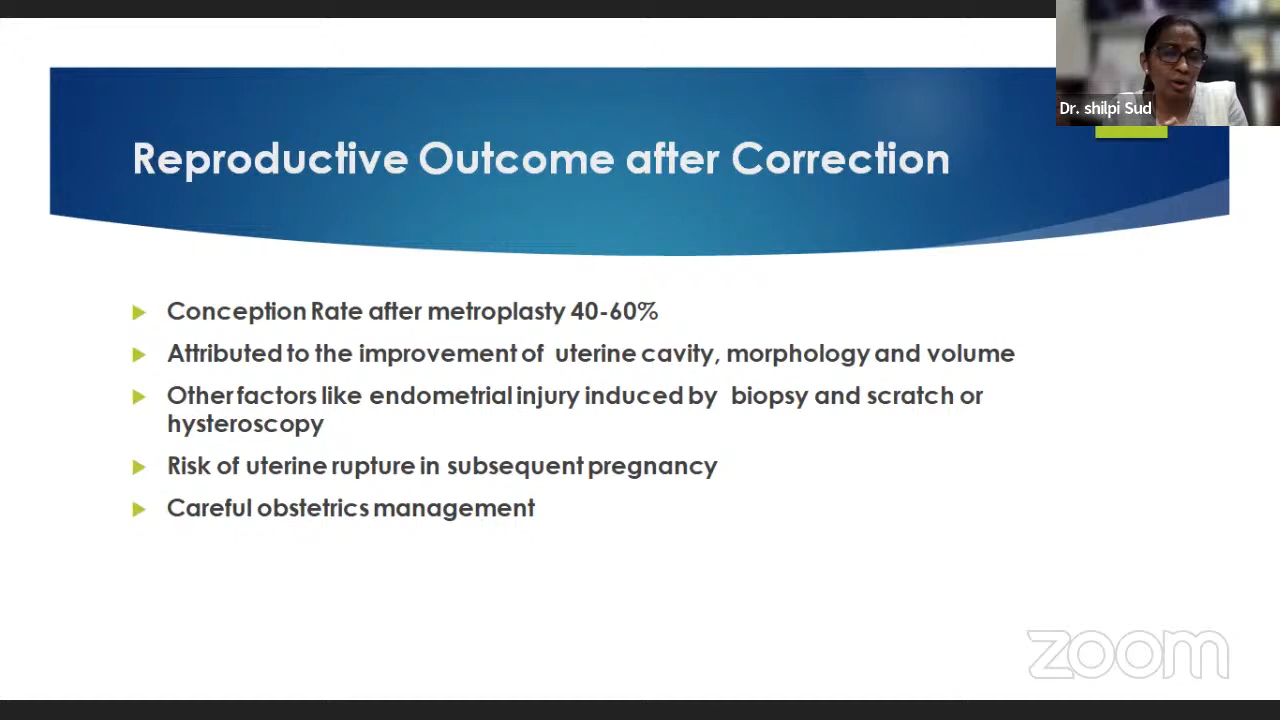 Dr. shilpi Sud
Reproductive Outcome after Correction
Conception Rate after metroplasty 40-60%
Attributed to the improvement of uterine cavity, morphology and volume
Other factors like endometrial injury induced by biopsy and scratch or
hysteroscopy
Risk of uterine rupture in subsequent pregnancy
Careful obstetrics management
zoom